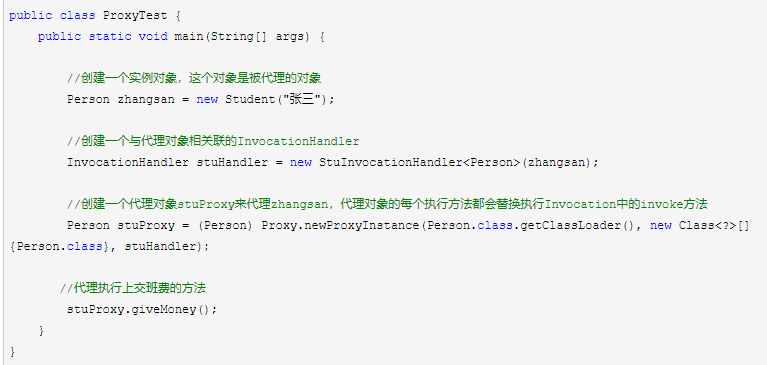 public class ProxyTest {
    public static void main(String[] args) {
        //创建一个实例对象，这个对象是被代理的对象
        Person zhangsan = new Student("张三");
        //创建一个与代理对象相关联的InvocationHandler
        InvocationHandler stuHandler = new StuInvocationHandler<Person>(zhangsan);
        //创建一个代理对象stuProxy来代理zhangsan，代理对象的每个执行方法都会替换执行Invocation中的invoke方法
        Person stuProxy = (Person) Proxy.newProxyInstance(Person.class.getClassLoader(), new Class<?>[]
{Person.class}, stuHandler);
       //代理执行上交班费的方法
        stuProxy.giveMoney();
    }
}